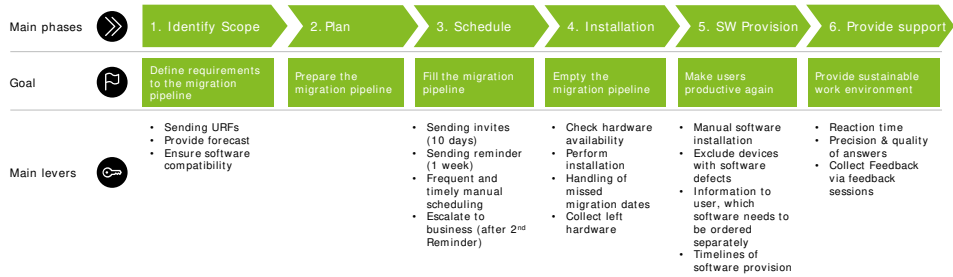 Main phases
1. Identify Scope
2. Plan
3. Schedule
4. Installation
5. SW Provision
6. Provide support
Goal
Define requirements
to the migration
pipeline
Prepare the
migration pipeline
Fill the migration
pipeline
Empty the
migration pipeline
Make users
productive again
Provide sustainable
work environment
Main levers
• Sending URFs
• Provide forecast
• Ensure software
compatibility
• Sending invites
(10 days)
• Sending reminder
(1 week)
• Frequent and
timely manual
scheduling
• Escalate to
business (after 2nd
Reminder)
• Check hardware
availability
• Perform
installation
• Handling of
missed
migration dates
• Collect left
hardware
• Manual software
installation
• Exclude devices
with software
defects
• Information to
user, which
software needs to
be ordered
separately
• Timelines of
software provision
• Reaction time
• Precision & quality
of answers
• Collect Feedback
via feedback
sessions